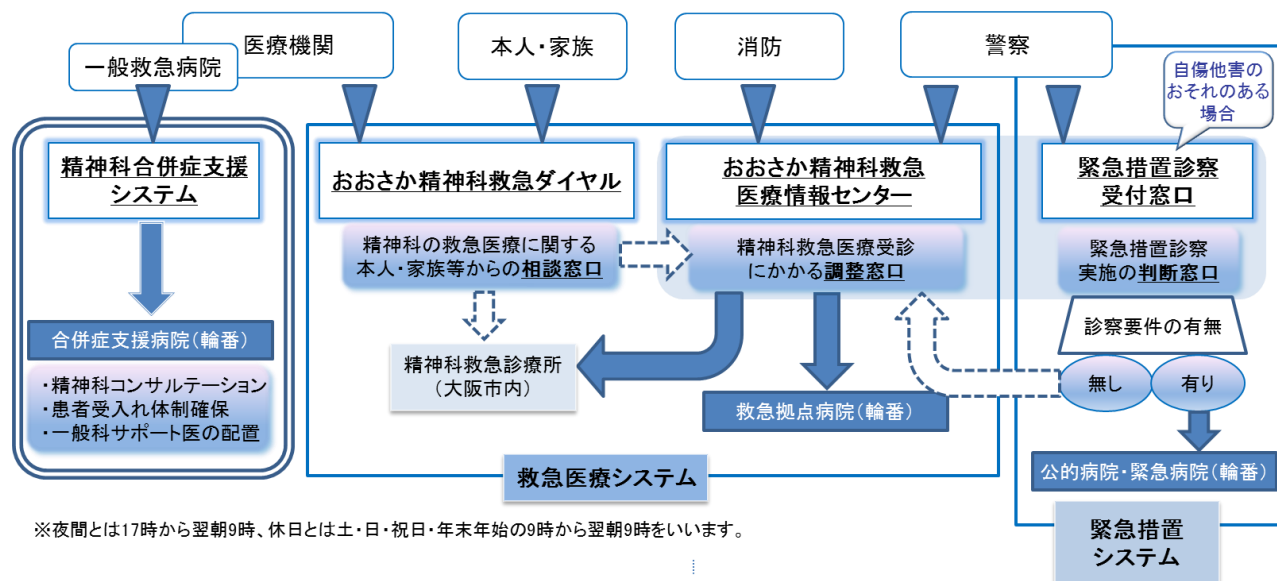 医療機関
一般救急病院
本人・家族
消防
警察
自傷他害の
おそれのある
場合
精神科合併症支援
システム
おおさか精神科救急ダイヤル
おおさか精神科救急
医療情報センター
緊急措置診察
受付窓口
精神科の救急医療に関する
本人・家族等からの相談窓口
精神科救急医療受診
にかかる調整窓口
緊急措置診察
実施の判断窓口
合併症支援病院(輪番)
・精神科コンサルテーション
・患者受入れ体制確保
・一般科サポート医の配置
精神科救急診療所
(大阪市内)
救急拠点病院(輪番)
診察要件の有無
無し
有り
公的病院・緊急病院(輪番)
救急医療システム
緊急措置
システム
※夜間とは17時から翌朝9時、休日とは土・日・祝日・年末年始の9時から翌朝9時をいいます。